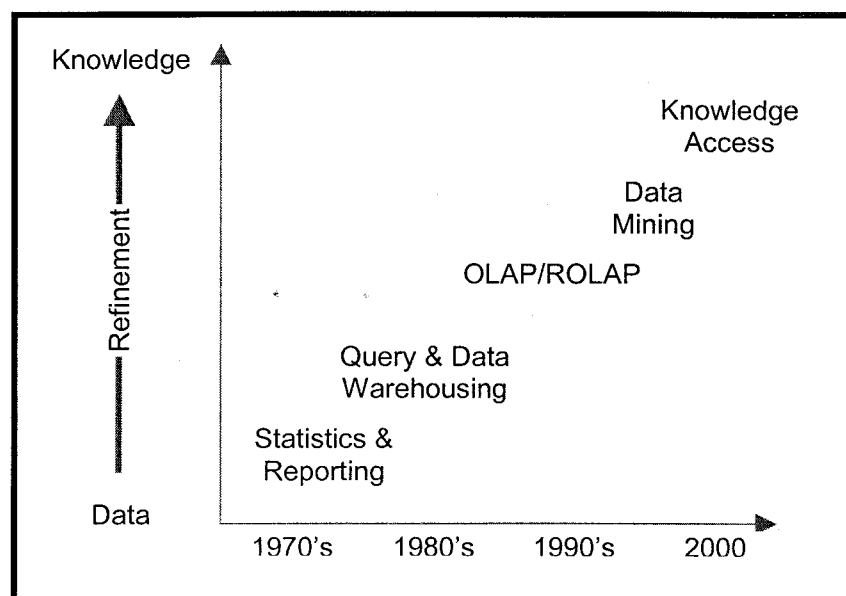 Knowledge
Knowledge
Access
Data
Mining
Refinement
OLAP/ROLAP
Query & Data
Warehousing
Statistics &
Reporting
Data
1970's
1980's
1990's
2000